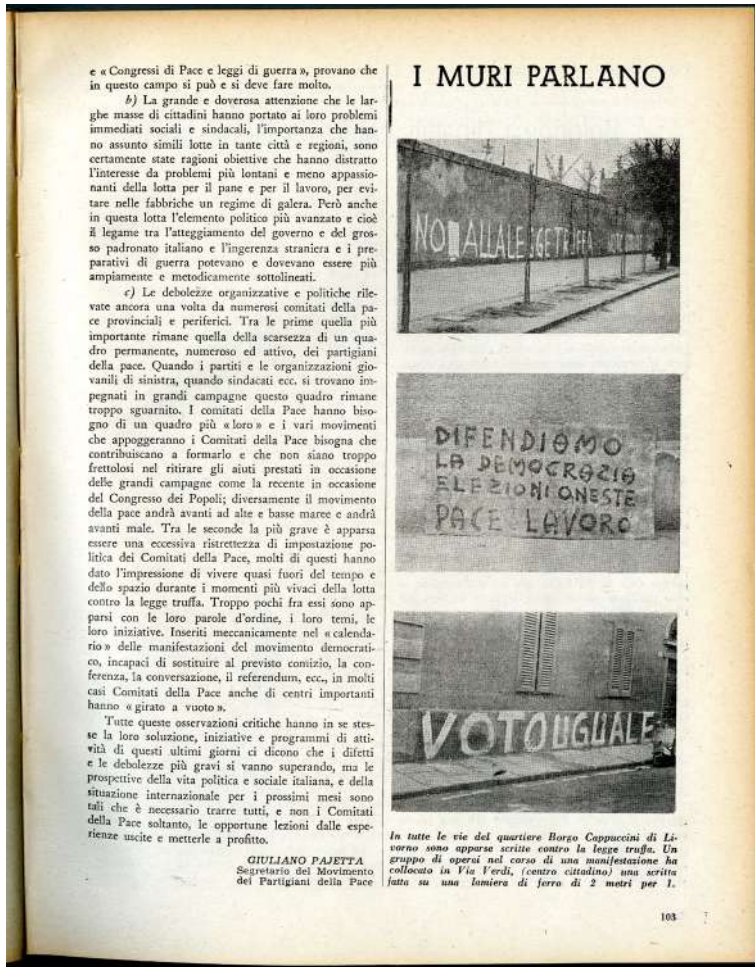 e « Congressi di Pace e leggi di guerra », provano che
in questo campo si può e si deve fare molto.
b) La grande e doverosa attenzione che le lar-
ghe masse di cittadini hanno portato ai loro problemi
immediati sociali e sindacali, l'importanza che han-
no assunto simili lotte in tante città e regioni, sono
certamente state ragioni obiettive che hanno distratto
l'interesse da problemi più lontani e meno appassio-
nanti della lotta per il pane e per il lavoro, per evi-
tare nelle fabbriche un regime di galera. Però anche
in questa lotta l'elemento politico più avanzato e cioè
il legame tra l'atteggiamento del governo e del gros-
so padronato italiano e l'ingerenza straniera e i pre-
parativi di guerra potevano e dovevano essere più
ampiamente e metodicamente sottolineati.
c) Le debolezze organizzative e politiche rile-
vate ancora una volta da numerosi comitati della pa-
ce provinciali e periferici. Tra le prime quella più
importante rimane quella della scarsezza di un qua-
dro permanente, numeroso ed attivo, dei partigiani
della pace. Quando i partiti e le organizzazioni gio-
vanili di sinistra, quando sindacati ecc. si trovano im-
pegnati in grandi campagne questo quadro rimane
troppo sguarnito. I comitati della Pace hanno biso-
gno di un quadro più « loro » e i vari movimenti
che appoggeranno i Comitati della Pace bisogna che
contribuiscano a formarlo e che non siano troppo
frettolosi nel ritirare gli aiuti prestati in occasione
delle grandi campagne come la recente in occasione
del Congresso dei Popoli; diversamente il movimento
della pace andrà avanti ad alte e basse maree e andrà
avanti male. Tra le seconde la più grave è apparsa
essere una eccessiva ristrettezza di impostazione po-
litica dei Comitati della Pace, molti di questi hanno
dato l'impressione di vivere quasi fuori del tempo e
dello spazio durante i momenti più vivaci della lotta
contro la legge truffa. Troppo pochi fra essi sono ap-
parsi con le loro parole d'ordine, i loro temi, le
loro iniziative. Inseriti meccanicamente nel « calenda-
rio » delle manifestazioni del movimento democrati-
co, incapaci di sostituire al previsto comizio, la con-
ferenza, la conversazione, il referendum, ecc., in molti
casi Comitati della Pace anche di centri importanti
hanno « girato a vuoto ».
Tutte queste osservazioni critiche hanno in se stes-
se la loro soluzione, iniziative e programmi di atti-
vità di questi ultimi giorni ci dicono che i difetti
e le debolezze più gravi si vanno superando, ma le
prospettive della vita politica e sociale italiana, e della
situazione internazionale per i prossimi mesi sono
tali che è necessario trarre tutti, e non i Comitati
della Pace soltanto, le opportune lezioni dalle espe-
rienze uscite e metterle a profitto.
GIULIANO PAJETTA
Segretario del Movimento
dei Partigiani della Pace
I MURI PARLANO
NO ALLA LEGGE TRUFFA
DIFENDIAMO
LA DEMOCRAZIA
ELEZIONI ONESTE
PACE LAVORO
VOTO UGUALE
In tutte le vie del quartiere Borgo Cappuccini di Li-
vorno sono apparse scritte contro la legge truffa. Un
gruppo di operai nel corso di una manifestazione ha
collocato in Via Verdi, (centro cittadino) una scritta
fatta su una lamiera di ferro di 2 metri per 1.
103